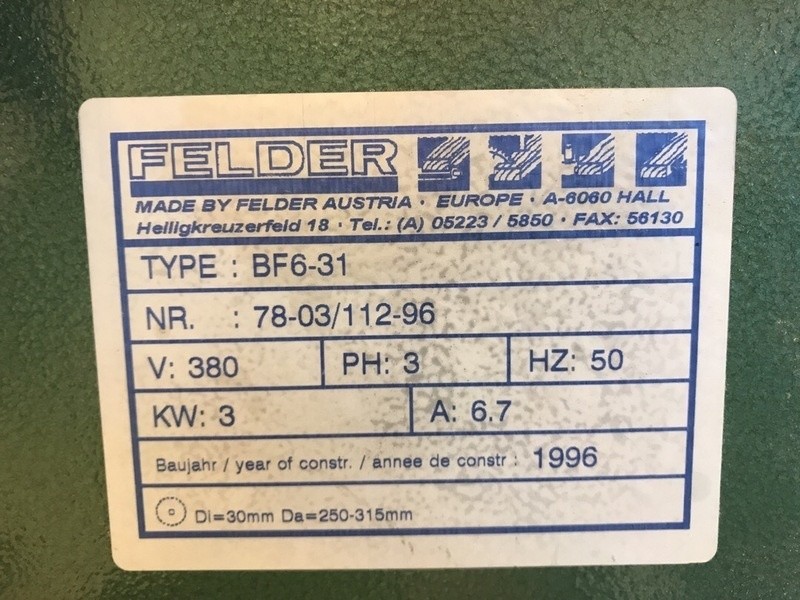 FELDER
MADE BY FELDER AUSTRIA · EUROPE · A-6060 HALL
Heiligkreuzerfeld 18 · Tel.: (A) 05223 / 5850 · FAX: 56130
TYPE : BF6-31
NR. : 78-03/112-96
V: 380 PH: 3 HZ: 50
KW: 3 A: 6.7
Baujahr / year of constr. / annee de constr : 1996
Di=30mm Da=250-315mm